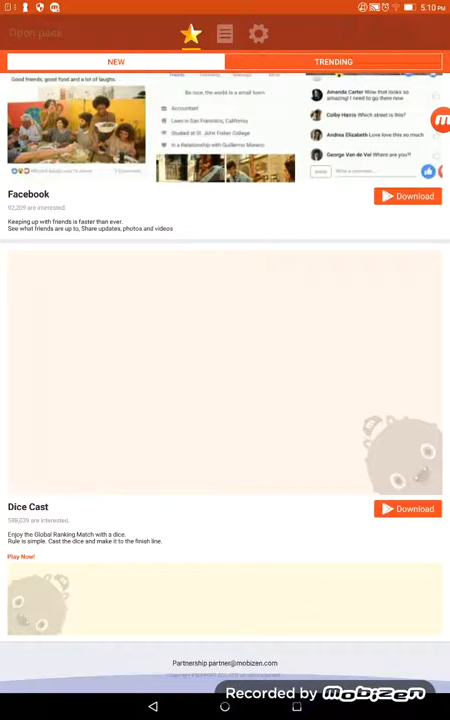 5:10 PM
NEW
TRENDING
Good friends, good food and a lot of laughs.
Be nice, the world is a small town
Accountant
Lives in San Francisco, California
Studied at St. John Fisher College
In a Relationship with Guillermo Moreno
Amanda Carter Wow that looks so
amazing! I need to go there now
Colby Harris Which street is this?
Andrea Elizabeth Love love this so much
George Van de Vel Where are you?!
Write a comment...
Facebook
92,209 are interested.
Download
Keeping up with friends is faster than ever.
See what friends are up to, Share updates, photos and videos
Dice Cast
598,039 are interested.
Download
Enjoy the Global Ranking Match with a dice.
Rule is simple. Cast the dice and make it to the finish line.
Play Now!
Partnership partner@mobizen.com
Recorded by mobizen